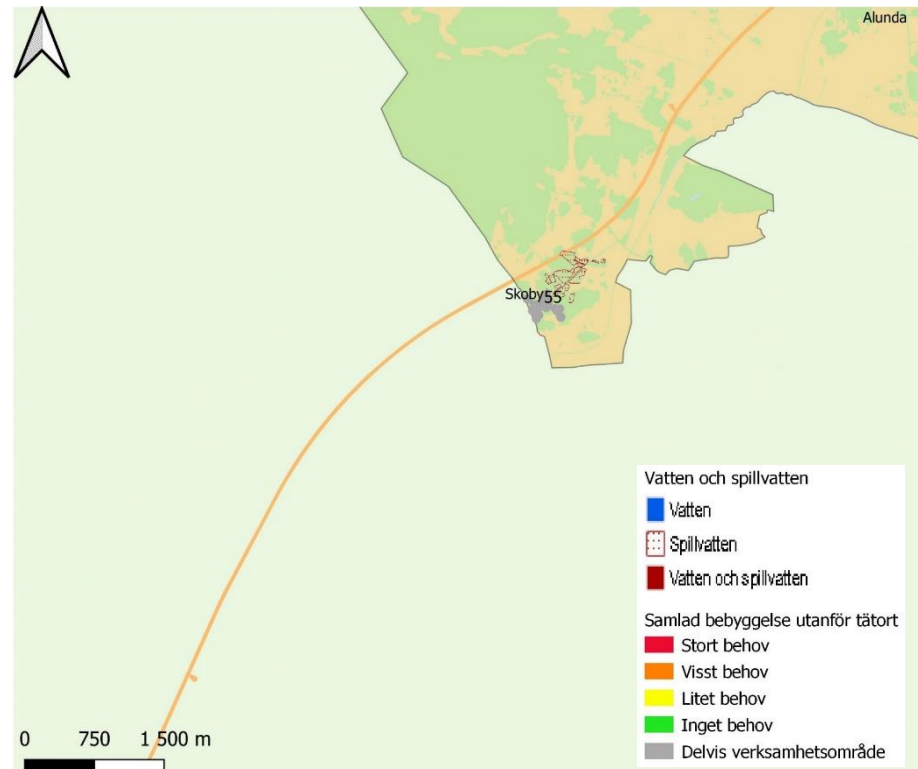 Alunda
Skoby 55
Vatten och spillvatten
Vatten
Spillvatten
Vatten och spillvatten
Samlad bebyggelse utanför tätort
Stort behov
Visst behov
Litet behov
Inget behov
Delvis verksamhetsområde
0 750 1 500 m